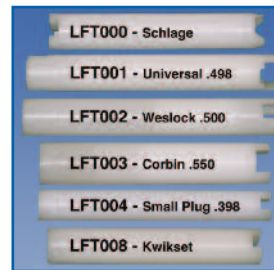 LFT000 - Schlage
LFT001 - Universal .498
LFT002 - Weslock .500
LFT003 - Corbin .550
LFT004 - Small Plug .398
LFT008 - Kwikset